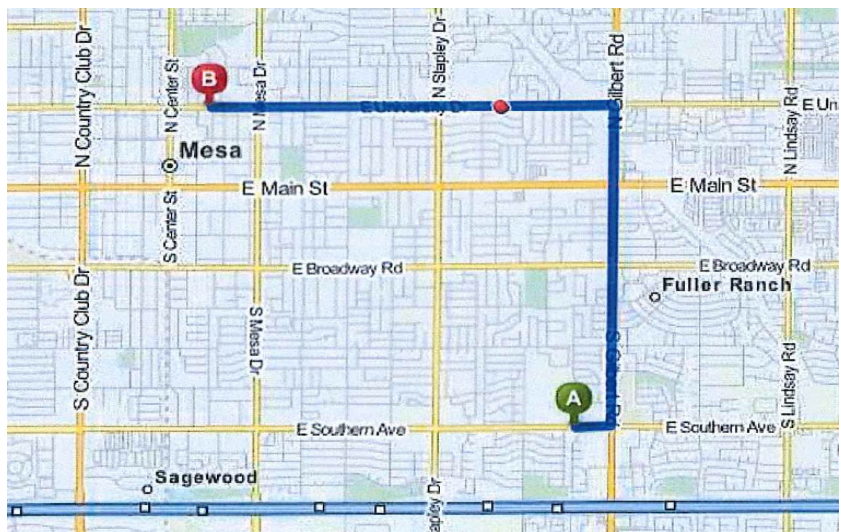 N Country Club Dr
N Center St
B
N Mesa Dr
N Stapley Dr
N Gilbert Rd
N Lindsay Rd
E University Dr
E Un
Mesa
E Main St
E Main St
S Center St
E Broadway Rd
E Broadway Rd
Fuller Ranch
S Country Club Dr
S Mesa Dr
S Lindsay Rd
A
E Southern Ave
E Southern Ave
Sagewood
apley Dr